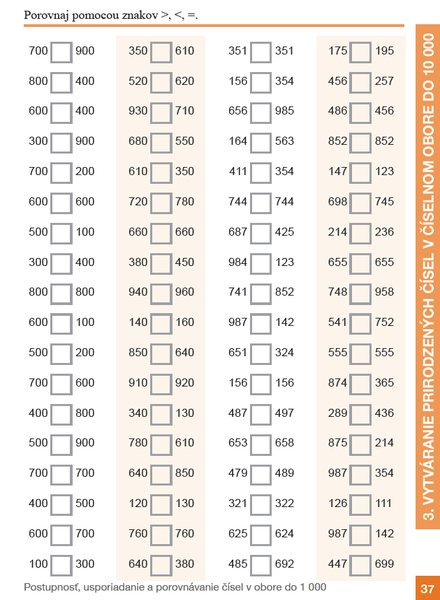 Porovnaj pomocou znakov >, <, =.
700 900 350 610 351 351 175 195
800 400 520 620 156 354 456 257
600 400 930 710 656 985 486 456
300 900 680 550 164 563 852 852
700 200 610 350 411 354 147 123
600 600 720 780 744 744 698 745
500 100 660 660 687 425 214 236
300 400 380 450 984 123 655 655
800 800 940 960 741 852 748 958
600 100 140 160 987 142 541 752
500 200 850 640 651 324 555 555
700 600 910 920 156 156 874 365
400 800 340 130 487 497 289 436
500 900 780 610 653 658 875 214
700 700 640 850 479 489 987 354
400 500 120 130 321 322 126 111
600 700 760 760 625 624 987 142
100 300 640 380 485 692 447 699
Postupnosť, usporiadanie a porovnávanie čísel v obore do 1 000
3. VYTVÁRANIE PRIRODZENÝCH ČÍSEL V ČÍSELNOM OBORE DO 10 000
37